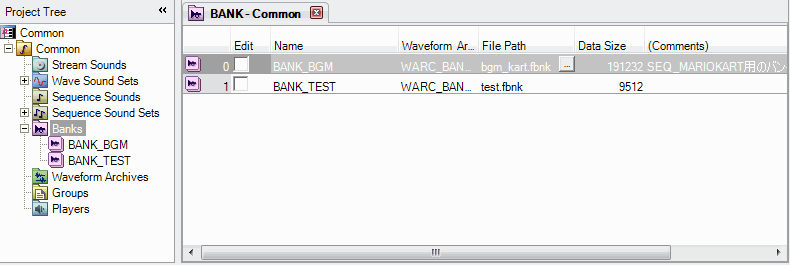 Project Tree
Common
Common
Stream Sounds
Wave Sound Sets
Sequence Sounds
Sequence Sound Sets
Banks
BANK_BGM
BANK_TEST
Waveform Archives
Groups
Players
BANK - Common
Edit Name Waveform Ar... File Path Data Size (Comments)
0 BANK_BGM WARC_BAN... bgm_kart.fbnk ... 191232 SEQ_MARIOKART用のバン
1 BANK_TEST WARC_BAN... test.fbnk 9512